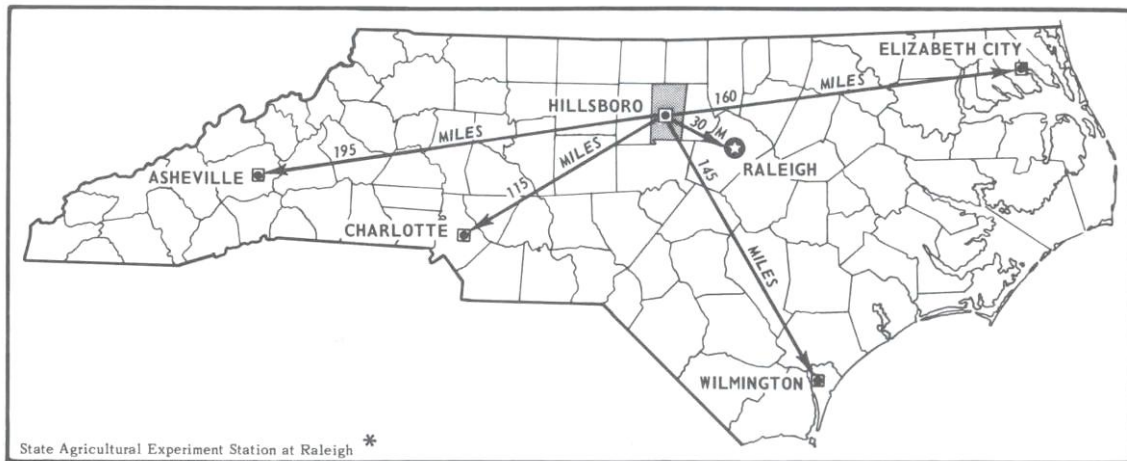 ELIZABETH CITY
160 MILES
HILLSBORO
30 M
195 MILES
115 MILES
145 MILES
RALEIGH
ASHEVILLE
CHARLOTTE
WILMINGTON
State Agricultural Experiment Station at Raleigh *